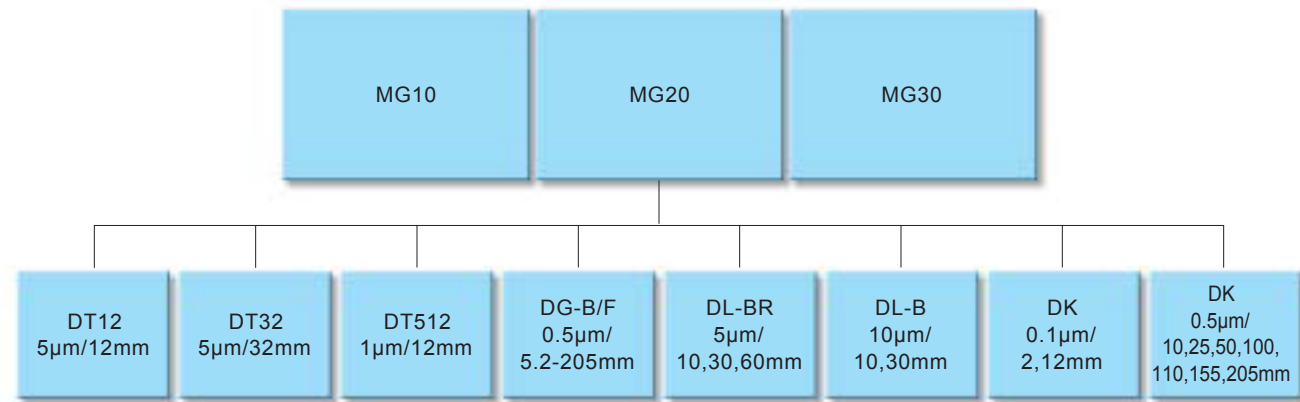 MG10
MG20
MG30
DT12
5μm/12mm
DT32
5μm/32mm
DT512
1μm/12mm
DG-B/F
0.5μm/
5.2-205mm
DL-BR
5μm/
10,30,60mm
DL-B
10μm/
10,30mm
DK
0.1μm/
2,12mm
DK
0.5μm/
10,25,50,100,
110,155,205mm